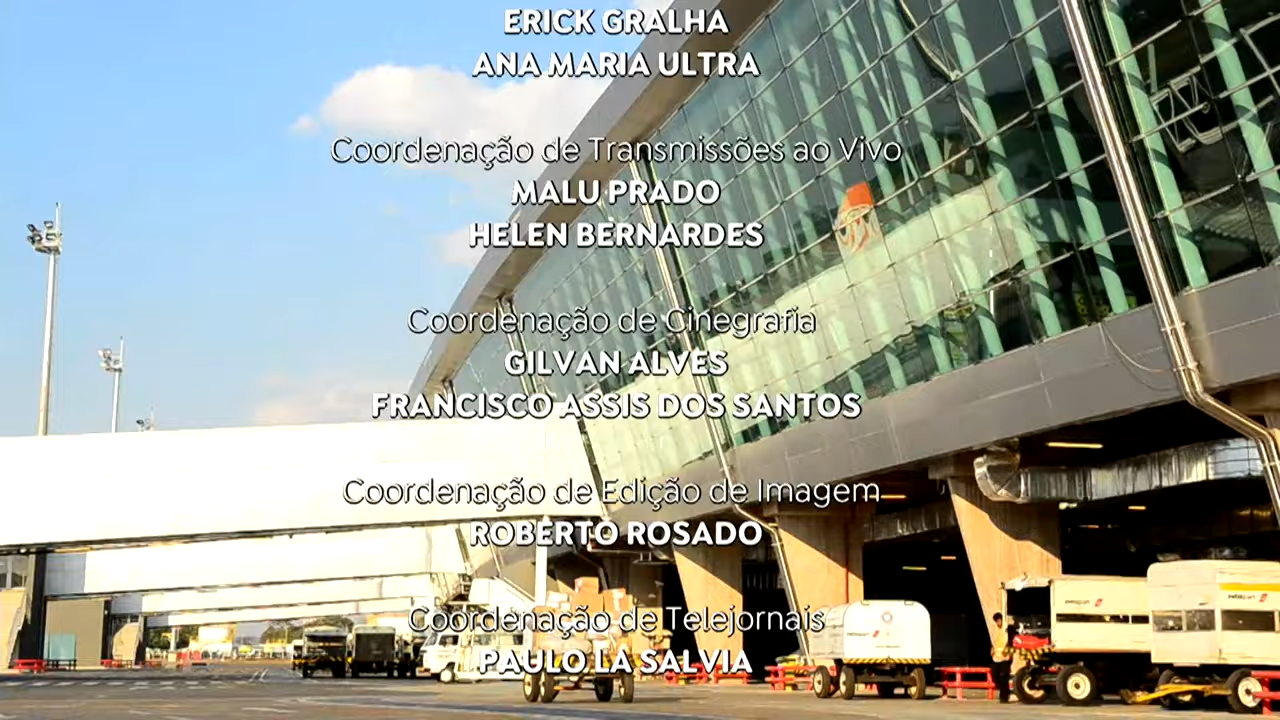 ERICK GRALHA
ANA MARIA ULTRA
Coordenação de Transmissões ao Vivo
MALU PRADO
HELEN BERNARDES
Coordenação de Cinegrafia
GILVAN ALVES
FRANCISCO ASSIS DOS SANTOS
Coordenação de Edição de Imagem
ROBERTO ROSADO
Coordenação de Telejornais
PAULO LA SALVIA